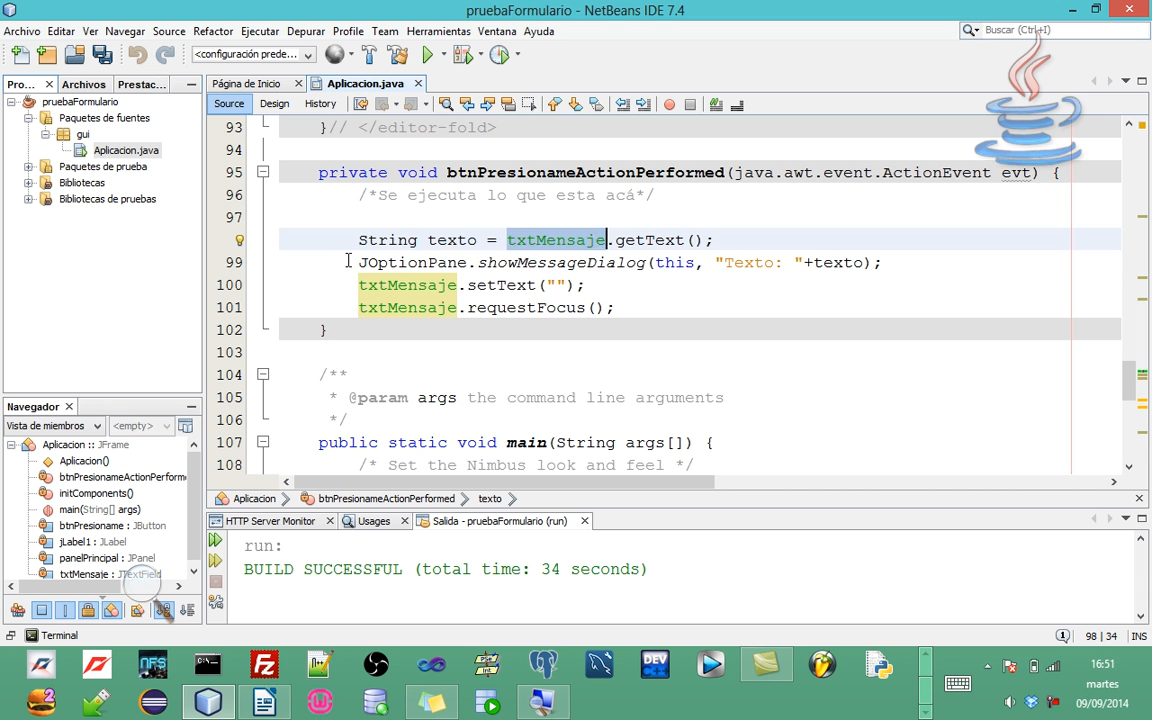 pruebaFormulario - NetBeans IDE 7.4
Archivo Editar Ver Navegar Source Refactor Ejecutar Depurar Profile Team Herramientas Ventana Ayuda
Buscar (Ctrl+I)
<configuración prede...
Pro... Archivos Prestac...
Página de Inicio Aplicacion.java
pruebaFormulario
Paquetes de fuentes
gui
Aplicacion.java
Paquetes de prueba
Bibliotecas
Bibliotecas de pruebas
Source Design History
93 }// </editor-fold>
94
95 private void btnPresionameActionPerformed(java.awt.event.ActionEvent evt) {
96 /*Se ejecuta lo que esta acá*/
97
String texto = txtMensaje.getText();
99 JOptionPane.showMessageDialog(this, "Texto: "+texto);
100 txtMensaje.setText("");
101 txtMensaje.requestFocus();
102 }
103
104 /**
105 * @param args the command line arguments
106 */
107 public static void main(String args[]) {
108 /* Set the Nimbus look and feel */
Aplicacion btnPresionameActionPerformed texto
Navegador
Vista de miembros <empty>
Aplicacion :: JFrame
Aplicacion()
btnPresionameActionPerforme
initComponents()
main(String[] args)
btnPresioname : JButton
jLabel1 : JLabel
panelPrincipal : JPanel
txtMensaje : JTextField
HTTP Server Monitor Usages Salida - pruebaFormulario (run)
run:
BUILD SUCCESSFUL (total time: 34 seconds)
Terminal
1 98 | 34 INS
NFS
DEV
16:51
martes
09/09/2014